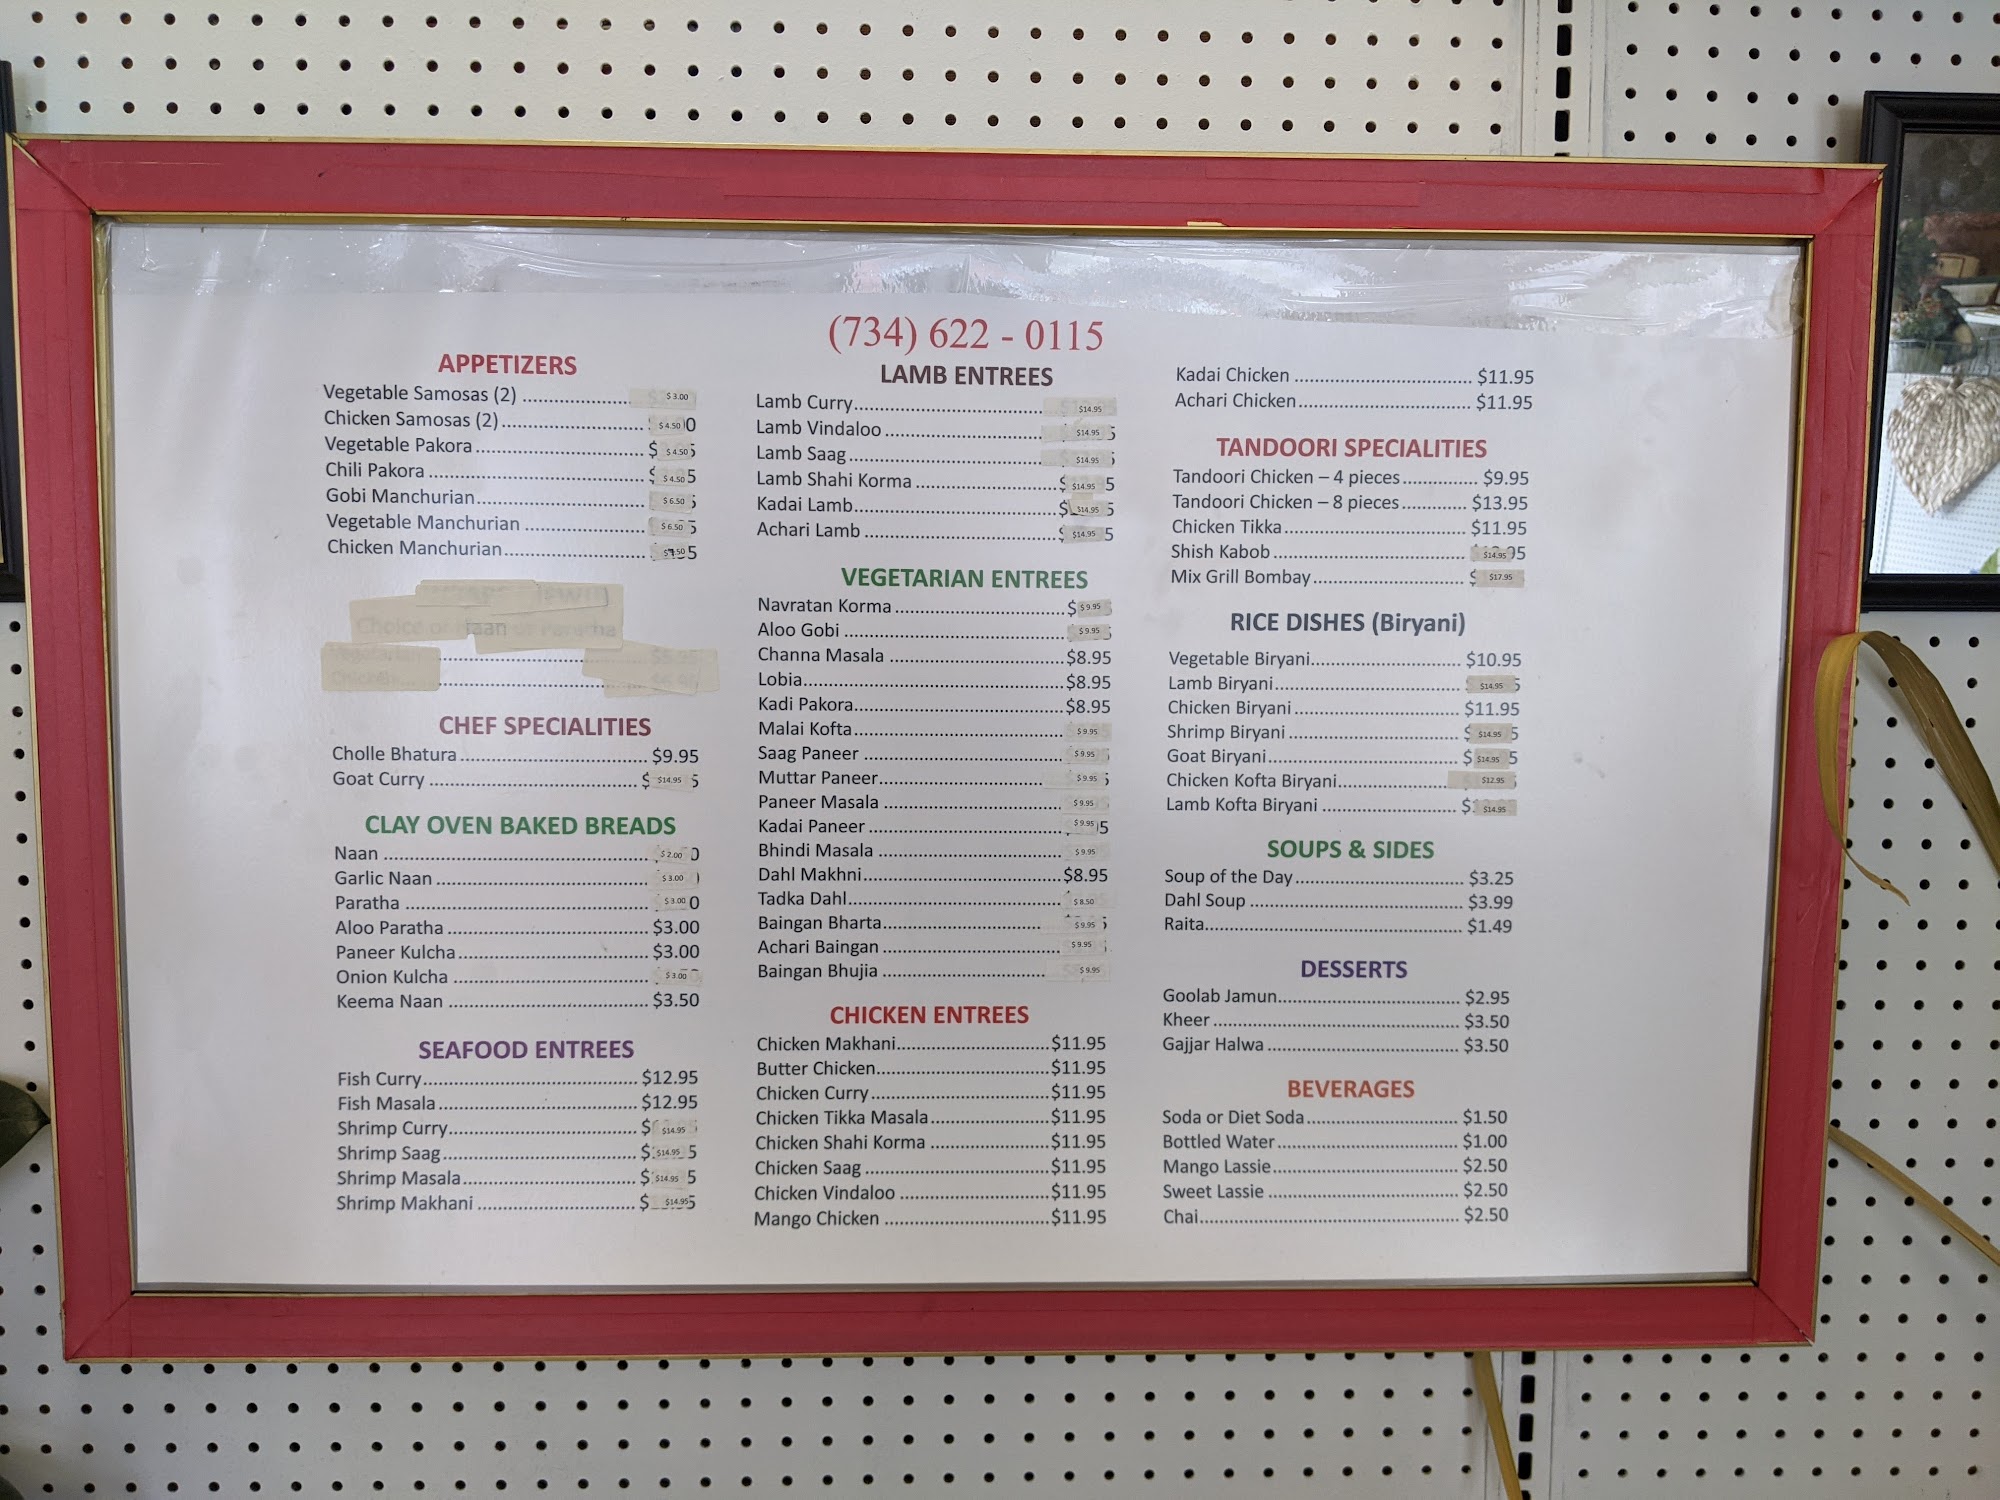 (734) 622 - 0115
APPETIZERS
Vegetable Samosas (2) ..................... $3.00
Chicken Samosas (2)........................... $4.50
Vegetable Pakora................................ $4.50
Chili Pakora ......................................... $4.50
Gobi Manchurian................................ $6.50
Vegetable Manchurian ....................... $6.50
Chicken Manchurian........................... $7.50
Choice of Naan or Paratha
CHEF SPECIALITIES
Cholle Bhatura.................................... $9.95
Goat Curry .......................................... $14.95
CLAY OVEN BAKED BREADS
Naan ................................................... $2.00
Garlic Naan ......................................... $3.00
Paratha ............................................... $3.00
Aloo Paratha ....................................... $3.00
Paneer Kulcha..................................... $3.00
Onion Kulcha ...................................... $3.00
Keema Naan ....................................... $3.50
SEAFOOD ENTREES
Fish Curry.......................................... $12.95
Fish Masala....................................... $12.95
Shrimp Curry..................................... $14.95
Shrimp Saag...................................... $14.95
Shrimp Masala.................................. $14.95
Shrimp Makhani ............................... $14.95
LAMB ENTREES
Lamb Curry..................................... $14.95
Lamb Vindaloo ............................... $14.95
Lamb Saag...................................... $14.95
Lamb Shahi Korma ......................... $14.95
Kadai Lamb..................................... $14.95
Achari Lamb ................................... $14.95
VEGETARIAN ENTREES
Navratan Korma ................................ $9.95
Aloo Gobi .......................................... $9.95
Channa Masala ................................. $8.95
Lobia.................................................. $8.95
Kadi Pakora........................................ $8.95
Malai Kofta........................................ $9.95
Saag Paneer ...................................... $9.95
Muttar Paneer................................... $9.95
Paneer Masala .................................. $9.95
Kadai Paneer ..................................... $9.95
Bhindi Masala ................................... $9.95
Dahl Makhni...................................... $8.95
Tadka Dahl......................................... $8.50
Baingan Bharta.................................. $9.95
Achari Baingan .................................. $9.95
Baingan Bhujia .................................. $9.95
CHICKEN ENTREES
Chicken Makhani............................. $11.95
Butter Chicken................................. $11.95
Chicken Curry.................................. $11.95
Chicken Tikka Masala....................... $11.95
Chicken Shahi Korma ...................... $11.95
Chicken Saag ................................... $11.95
Chicken Vindaloo ............................ $11.95
Mango Chicken ............................... $11.95
Kadai Chicken .................................. $11.95
Achari Chicken................................. $11.95
TANDOORI SPECIALITIES
Tandoori Chicken – 4 pieces.............. $9.95
Tandoori Chicken – 8 pieces............ $13.95
Chicken Tikka................................... $11.95
Shish Kabob..................................... $14.95
Mix Grill Bombay............................. $17.95
RICE DISHES (Biryani)
Vegetable Biryani............................. $10.95
Lamb Biryani.................................... $14.95
Chicken Biryani ................................ $11.95
Shrimp Biryani ................................. $14.95
Goat Biryani..................................... $14.95
Chicken Kofta Biryani....................... $12.95
Lamb Kofta Biryani .......................... $14.95
SOUPS & SIDES
Soup of the Day................................. $3.25
Dahl Soup .......................................... $3.99
Raita................................................... $1.49
DESSERTS
Goolab Jamun.................................... $2.95
Kheer ................................................. $3.50
Gajjar Halwa ...................................... $3.50
BEVERAGES
Soda or Diet Soda.............................. $1.50
Bottled Water.................................... $1.00
Mango Lassie..................................... $2.50
Sweet Lassie ...................................... $2.50
Chai.................................................... $2.50